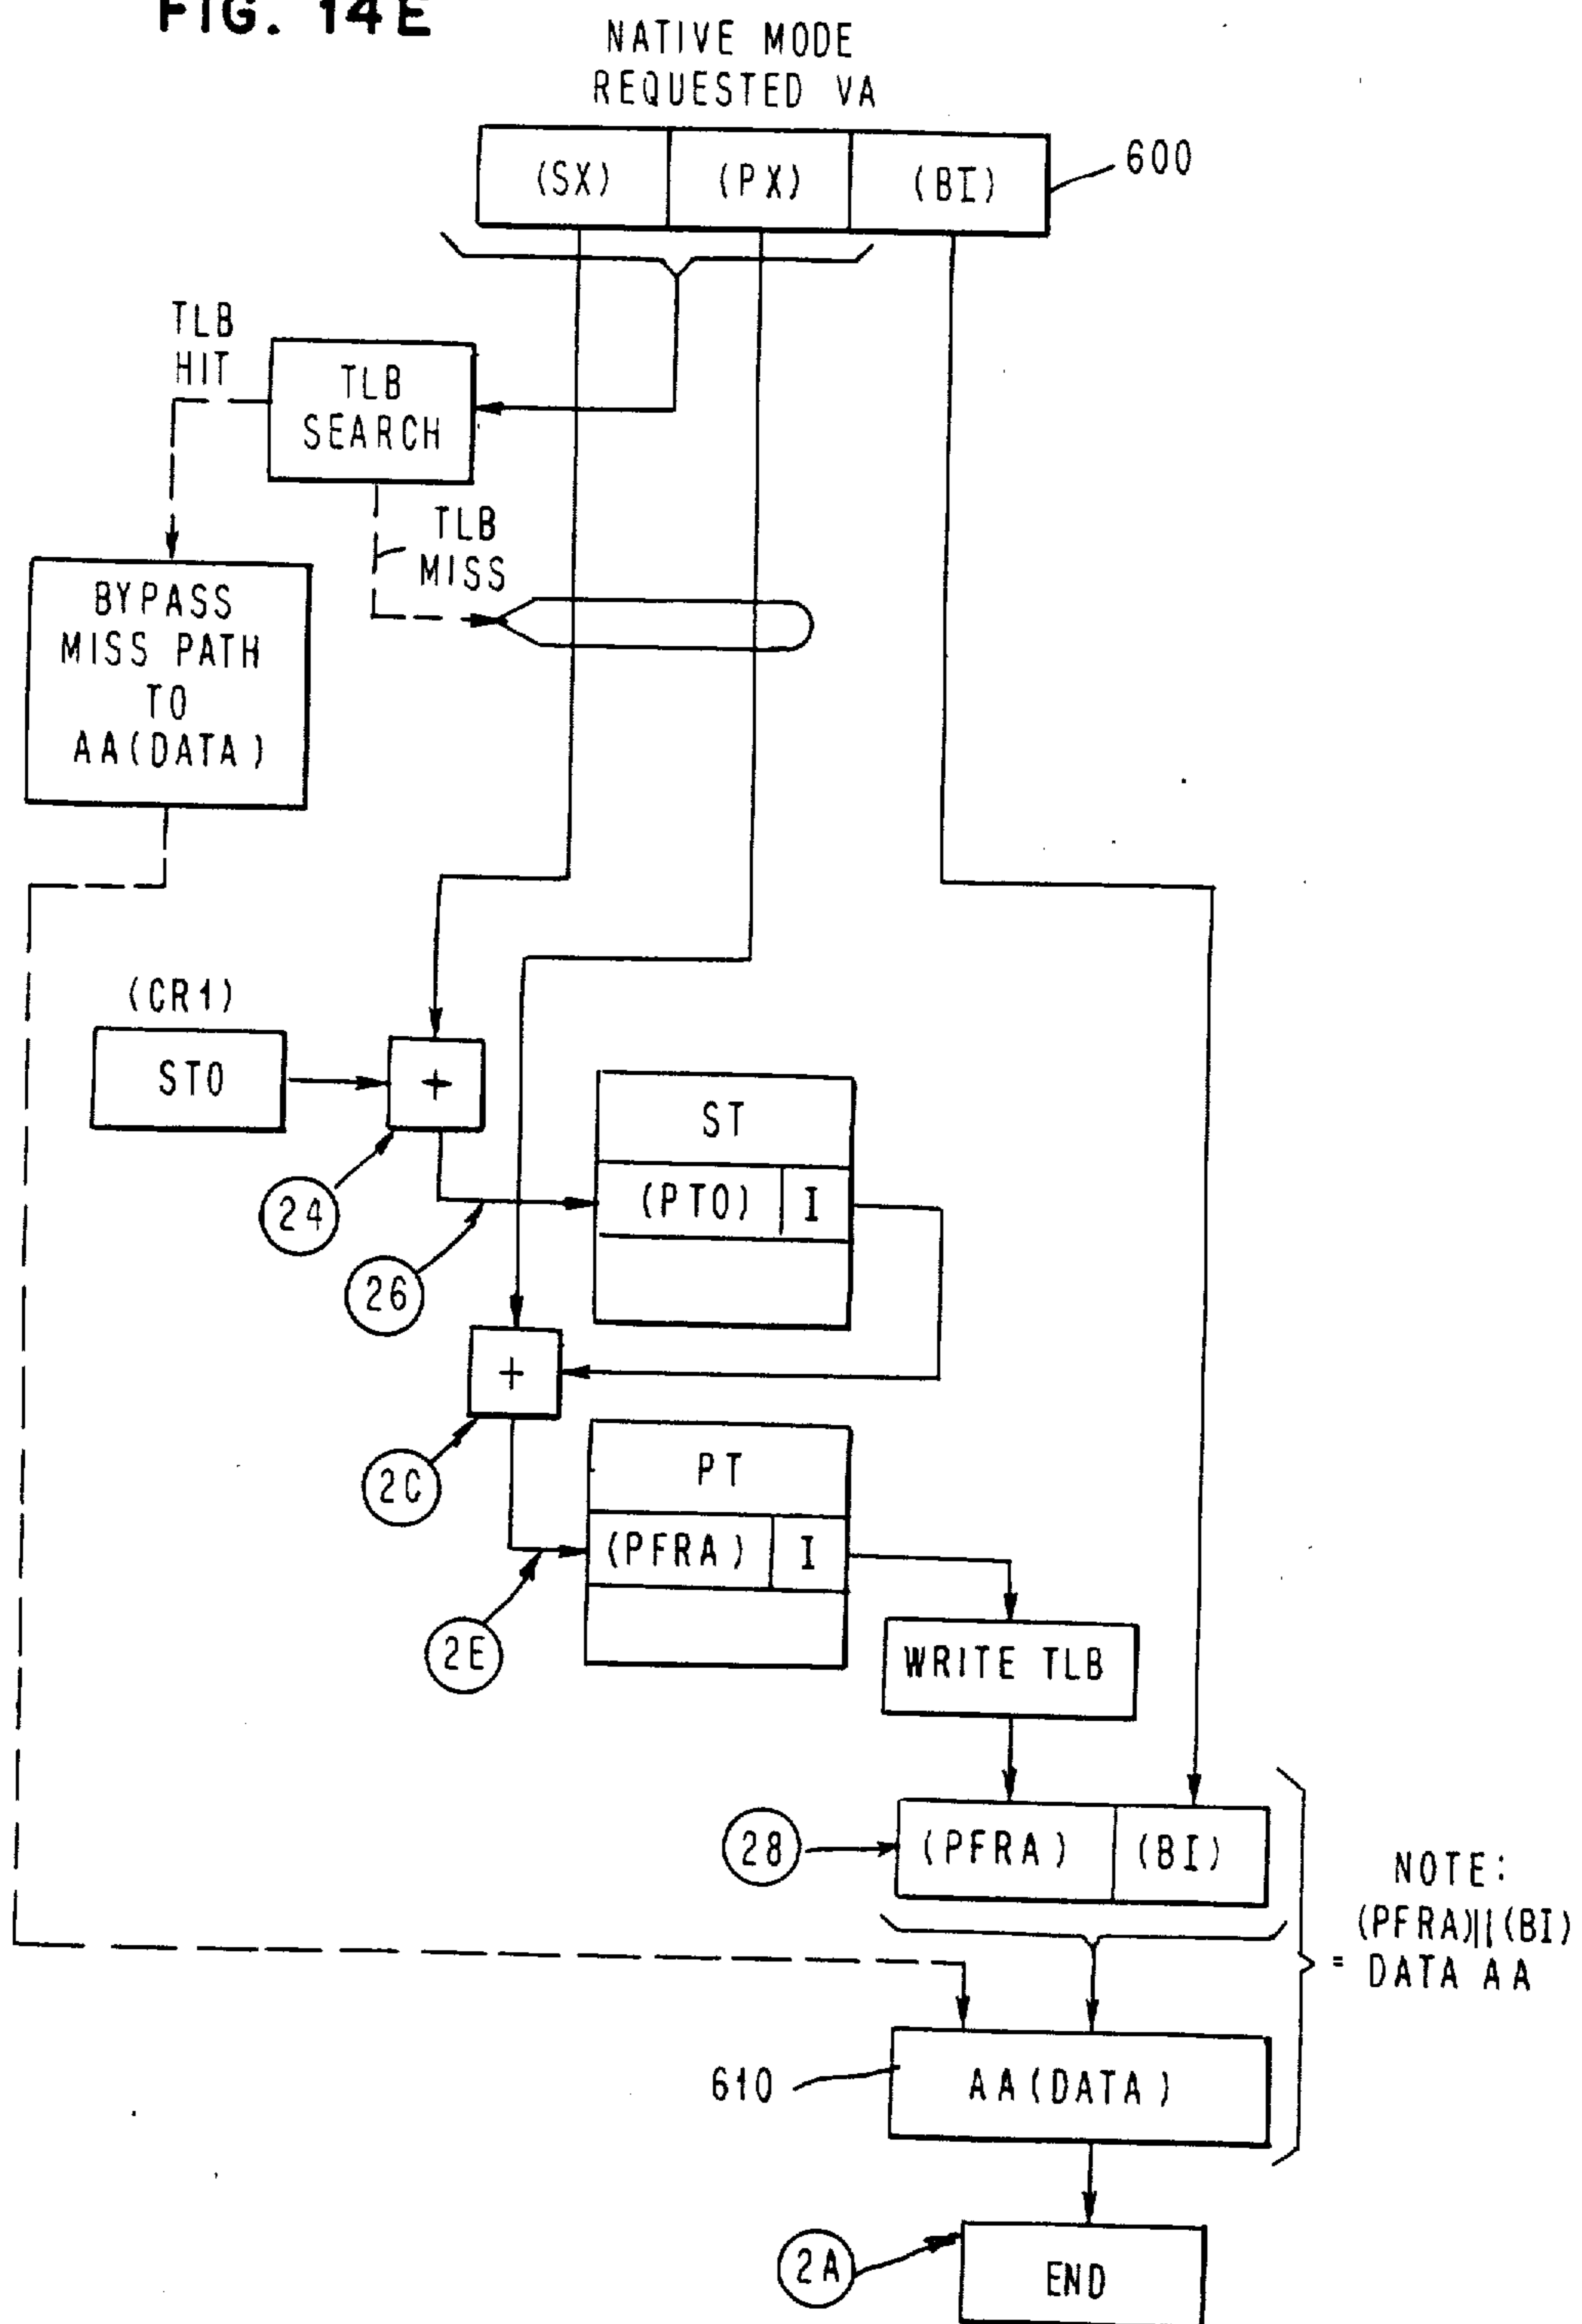 FIG. 14E
NATIVE MODE
REQUESTED VA
(SX) (PX) (BI)
600
TLB
HIT
TLB
SEARCH
TLB
MISS
BYPASS
MISS PATH
TO
AA(DATA)
(CR1)
STO
+
ST
(PTO) I
24
26
+
2C
PT
(PFRA) I
2E
WRITE TLB
28
(PFRA) (BI)
NOTE:
(PFRA)||(BI)
= DATA AA
610
AA(DATA)
2A
END